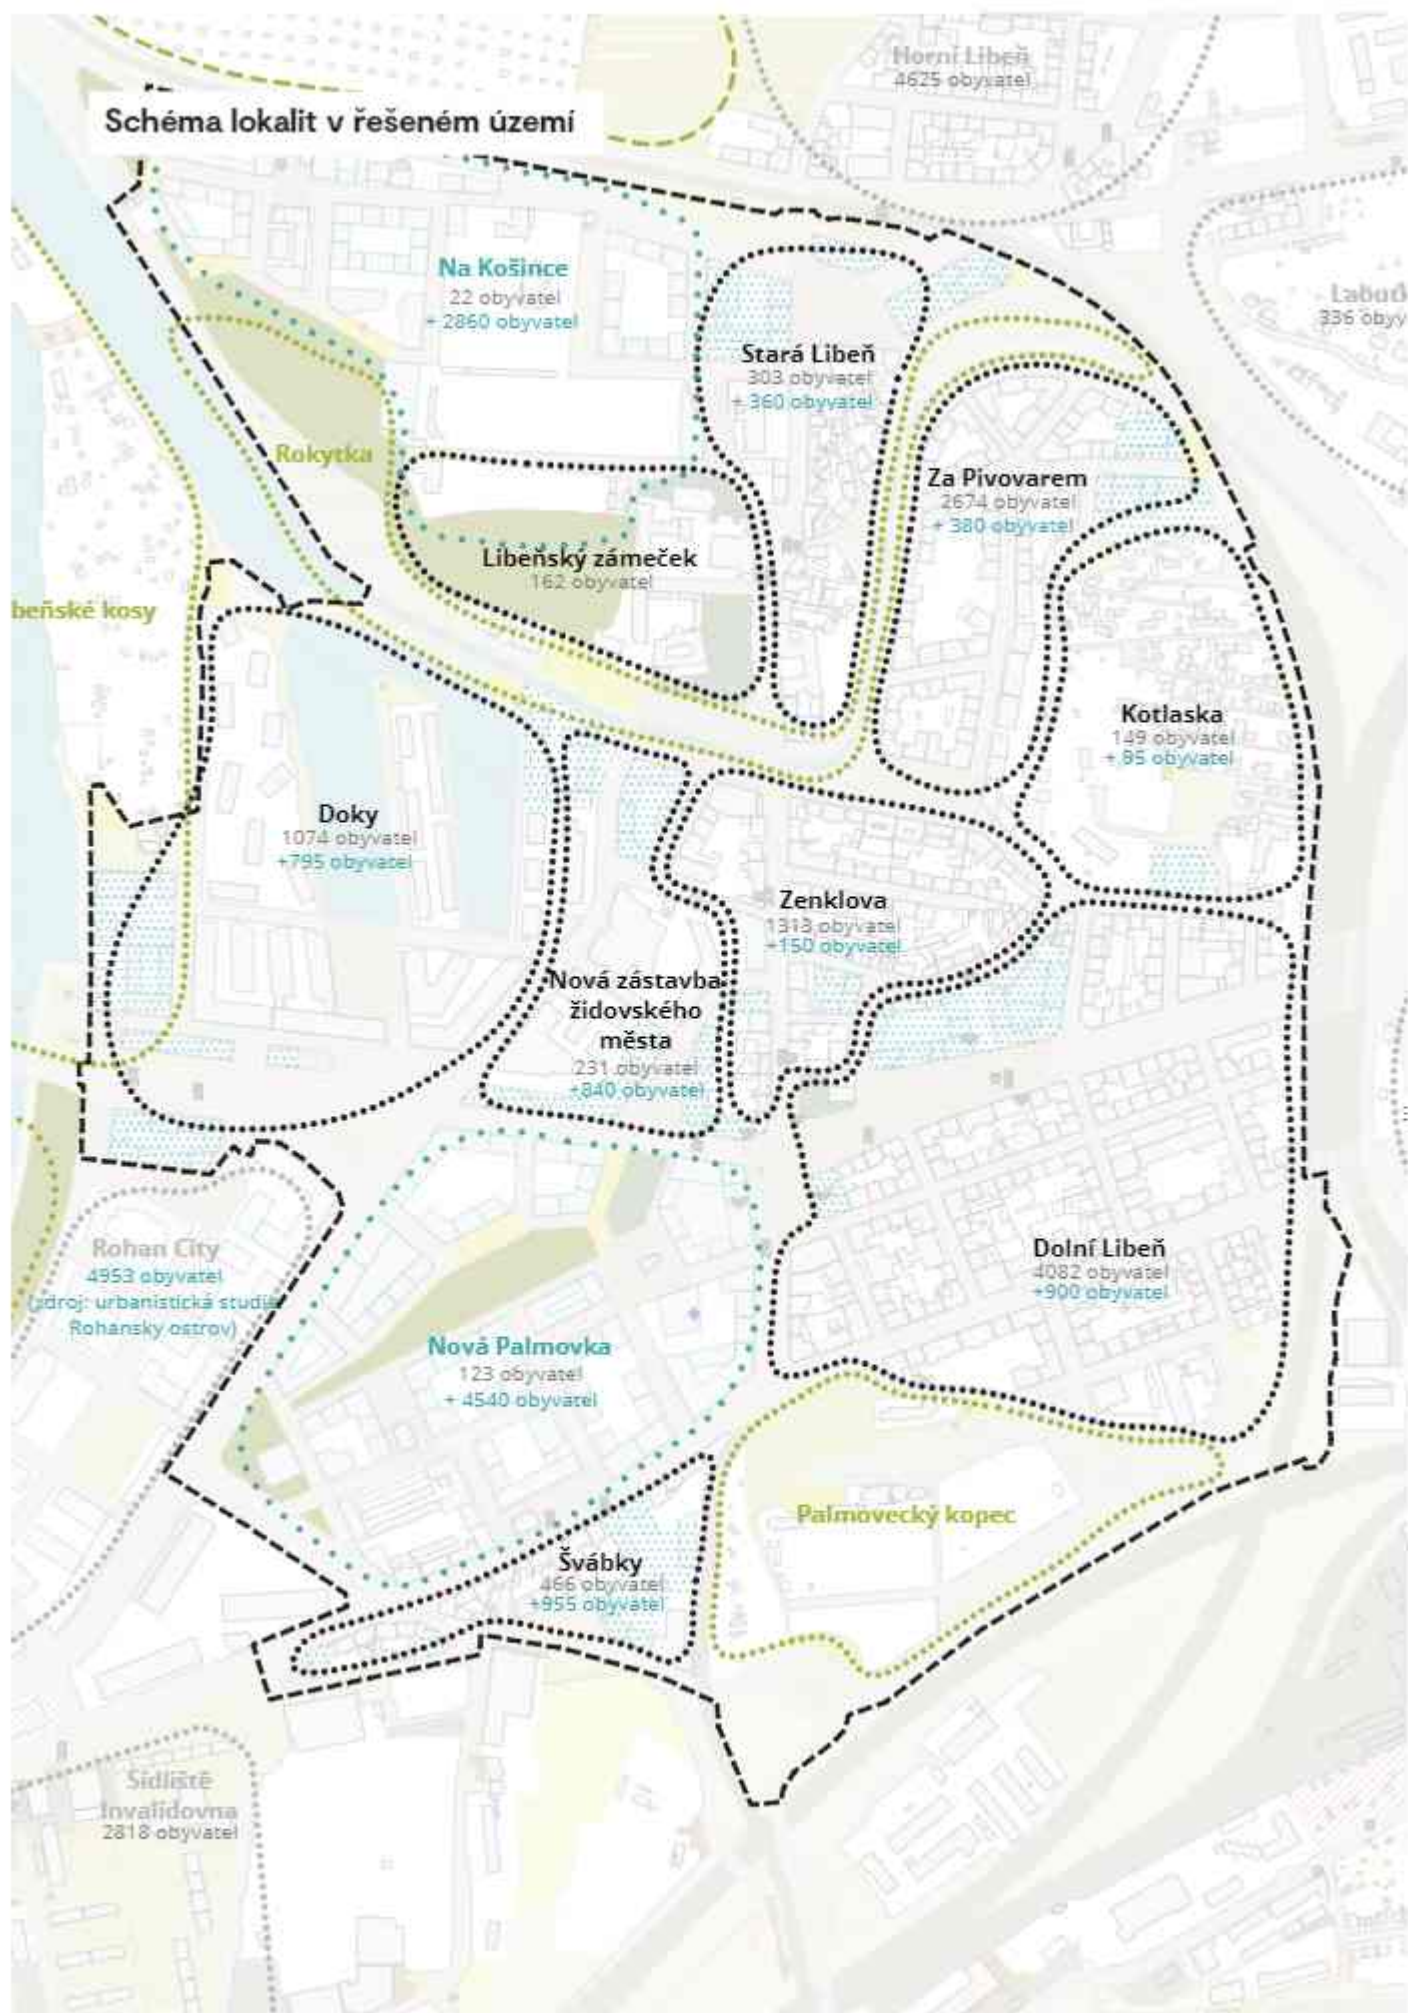 Horní Libeň
4625 obyvatel
Schéma lokalit v řešeném území
Na Košince
22 obyvatel
+ 2860 obyvatel
336
Stará Libeň
303 obyvatel
+ 360 obyvatel
Rokytka
Za Pivovarem
2674 obyvatel
+ 380 obyvatel
Libeňský zámeček
162 obyvatel
beňské kosy
Kotlaska
149 obyvatel
+ 95 obyvatel
Doky
1074 obyvatel
+795 obyvatel
Zenklova
1313 obyvatel
+150 obyvatel
Nová zástavba
židovského
města
231 obyvatel
+840 obyvatel
Rohan City
4953 obyvatel
(zdroj: urbanistická studie
Rohanský ostrov)
Dolní Libeň
4082 obyvatel
+900 obyvatel
Nová Palmovka
123 obyvatel
+ 4540 obyvatel
Palmovecký kopec
Švábky
466 obyvatel
+955 obyvatel
Sídliště
Invalidovna
2818 obyvatel